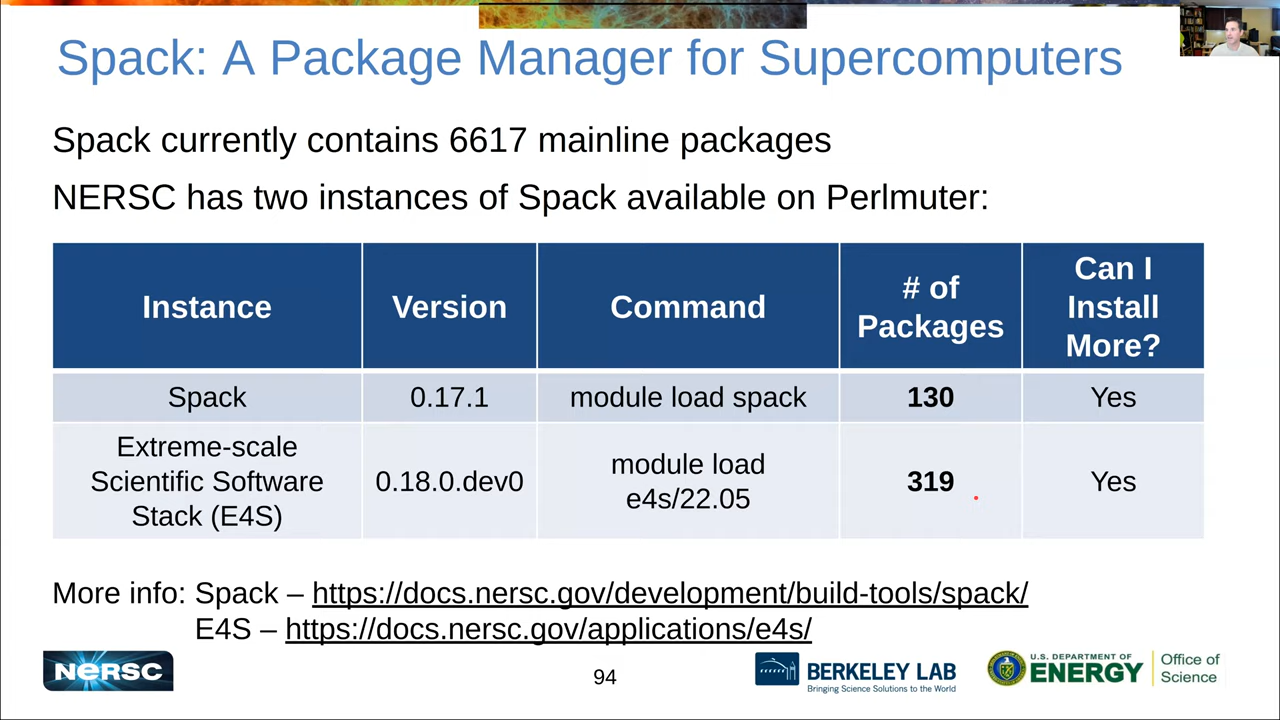 Spack: A Package Manager for Supercomputers
Spack currently contains 6617 mainline packages
NERSC has two instances of Spack available on Perlmuter:
Instance
Version
Command
# of
Packages
Can I
Install
More?
Spack
0.17.1
module load spack
130
Yes
Extreme-scale
Scientific Software
Stack (E4S)
0.18.0.dev0
module load
e4s/22.05
319
Yes
More info: Spack – https://docs.nersc.gov/development/build-tools/spack/
E4S – https://docs.nersc.gov/applications/e4s/
NERSC
94
BERKELEY LAB
Bringing Science Solutions to the World
U.S. DEPARTMENT OF
ENERGY
Office of
Science